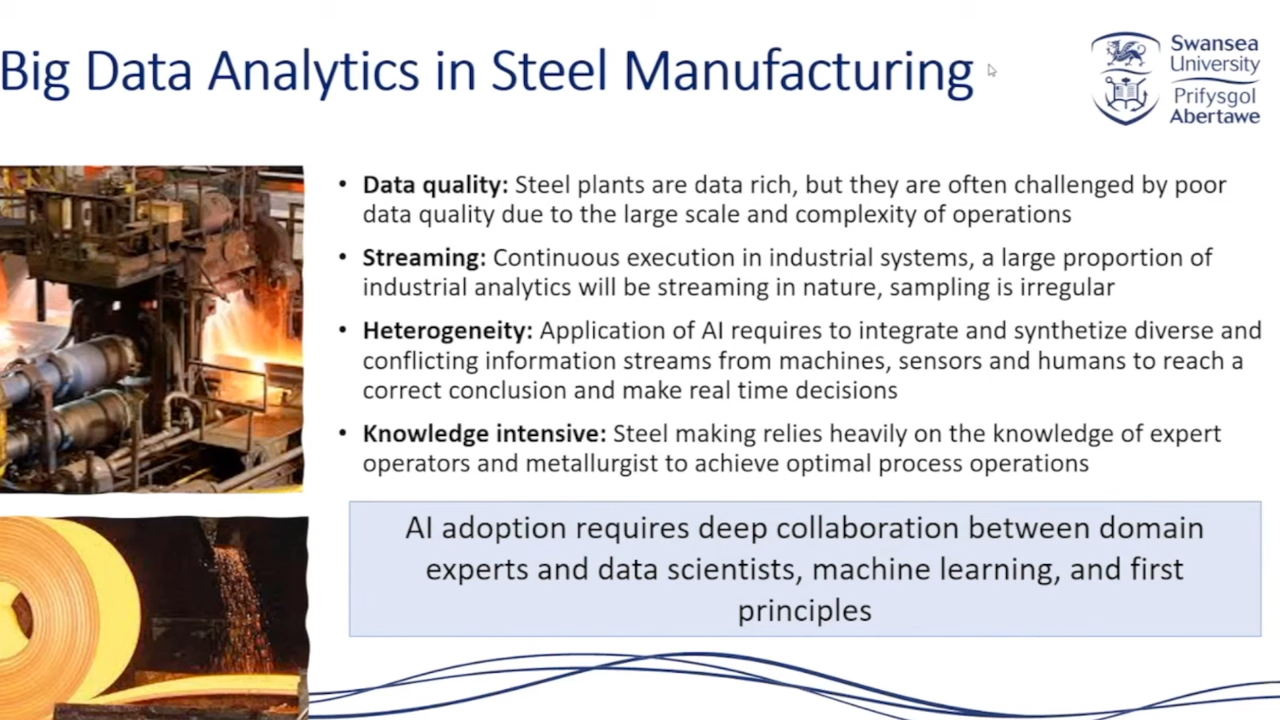 Big Data Analytics in Steel Manufacturing
Swansea
University
Prifysgol
Abertawe
• Data quality: Steel plants are data rich, but they are often challenged by poor
data quality due to the large scale and complexity of operations
• Streaming: Continuous execution in industrial systems, a large proportion of
industrial analytics will be streaming in nature, sampling is irregular
• Heterogeneity: Application of AI requires to integrate and synthetize diverse and
conflicting information streams from machines, sensors and humans to reach a
correct conclusion and make real time decisions
• Knowledge intensive: Steel making relies heavily on the knowledge of expert
operators and metallurgist to achieve optimal process operations
AI adoption requires deep collaboration between domain
experts and data scientists, machine learning, and first
principles